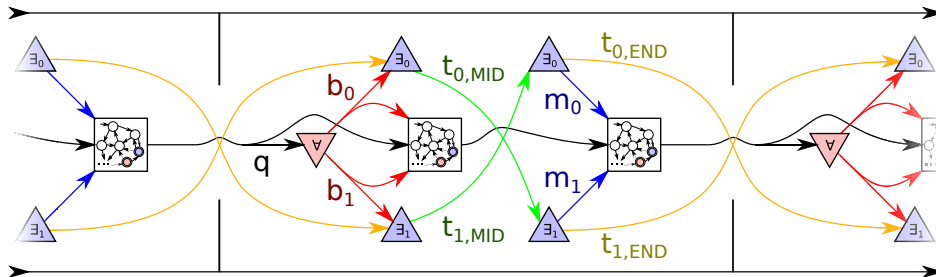 ∃₀ ∃₀ ∃₀ ∃₀
t₀,MID t₀,END
b₀ m₀
q ∀ ∀
b₁ m₁
∃₁ ∃₁ ∃₁ ∃₁
t₁,MID t₁,END